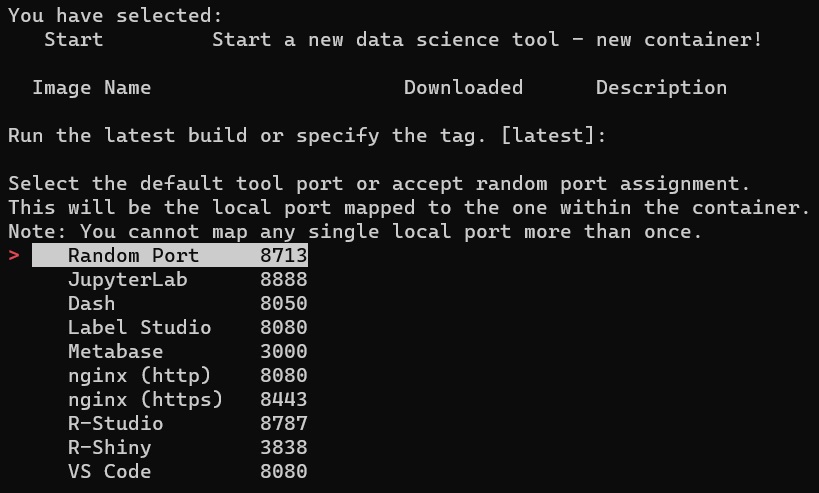 You have selected:
   Start         Start a new data science tool - new container!
  Image Name                     Downloaded      Description
Run the latest build or specify the tag. [latest]:
Select the default tool port or accept random port assignment.
This will be the local port mapped to the one within the container.
Note: You cannot map any single local port more than once.
>    Random Port     8713
     JupyterLab      8888
     Dash            8050
     Label Studio    8080
     Metabase        3000
     nginx (http)    8080
     nginx (https)   8443
     R-Studio        8787
     R-Shiny         3838
     VS Code         8080